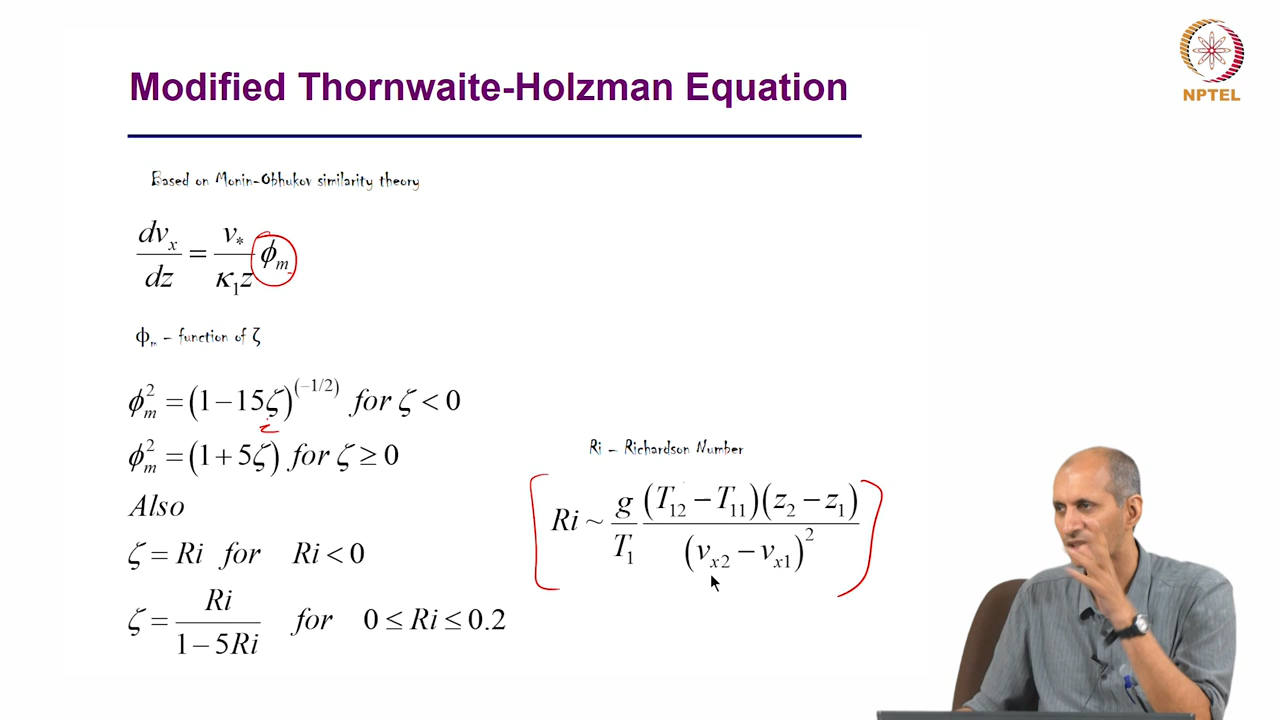 NPTEL
Modified Thornwaite-Holzman Equation
Based on Monin-Obhukov similarity theory
dv_x/dz = v_*/(κ_1 z) ϕ_m
ϕ_m – function of ζ
ϕ_m^2 = (1 − 15ζ)^(−1/2) for ζ < 0
ϕ_m^2 = (1 + 5ζ) for ζ ≥ 0
Also
ζ = Ri for Ri < 0
ζ = Ri/(1 − 5Ri) for 0 ≤ Ri ≤ 0.2
Ri – Richardson Number
Ri ~ g/T_1 (T_12 − T_11)(z_2 − z_1)/(v_x2 − v_x1)^2